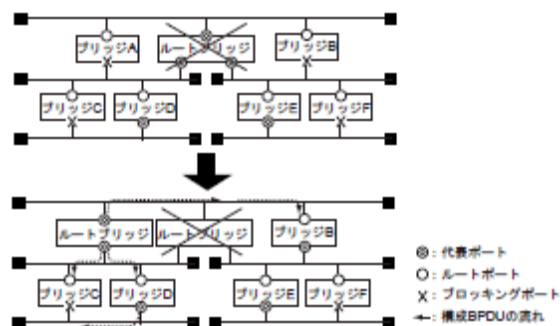 ブリッジA
ルートブリッジ
ブリッジB
ブリッジC
ブリッジD
ブリッジE
ブリッジF
ルートブリッジ
ルートブリッジ
ブリッジB
ブリッジC
ブリッジD
ブリッジE
ブリッジF
◎: 代表ポート
○: ルートポート
X: ブロッキングポート
←: 構成BPDUの流れ